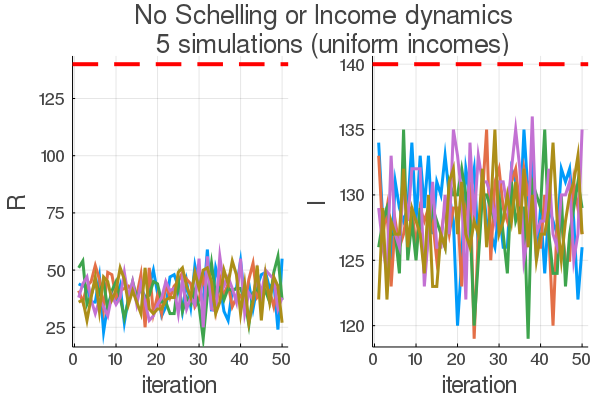 No Schelling or Income dynamics
5 simulations (uniform incomes)
R
125
100
75
50
25
0 10 20 30 40 50
iteration
I
140
135
130
125
120
0 10 20 30 40 50
iteration